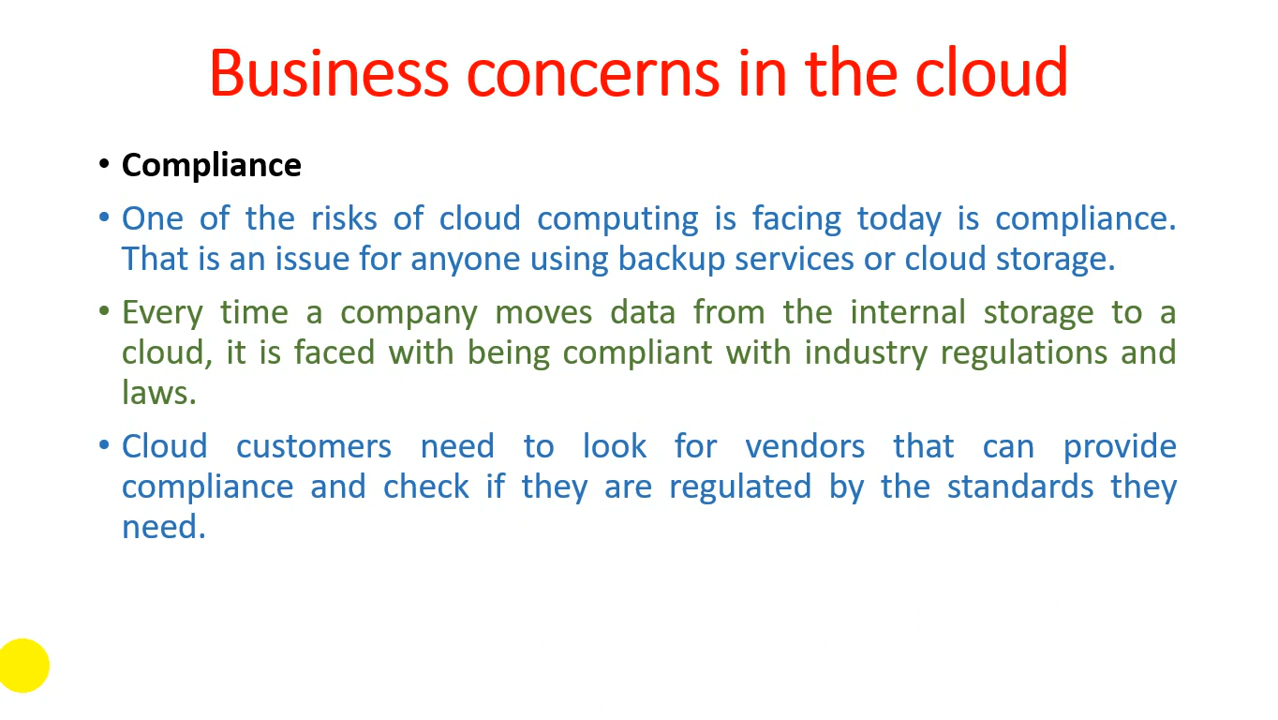 Business concerns in the cloud
• Compliance
• One of the risks of cloud computing is facing today is compliance.
That is an issue for anyone using backup services or cloud storage.
• Every time a company moves data from the internal storage to a
cloud, it is faced with being compliant with industry regulations and
laws.
• Cloud customers need to look for vendors that can provide
compliance and check if they are regulated by the standards they
need.